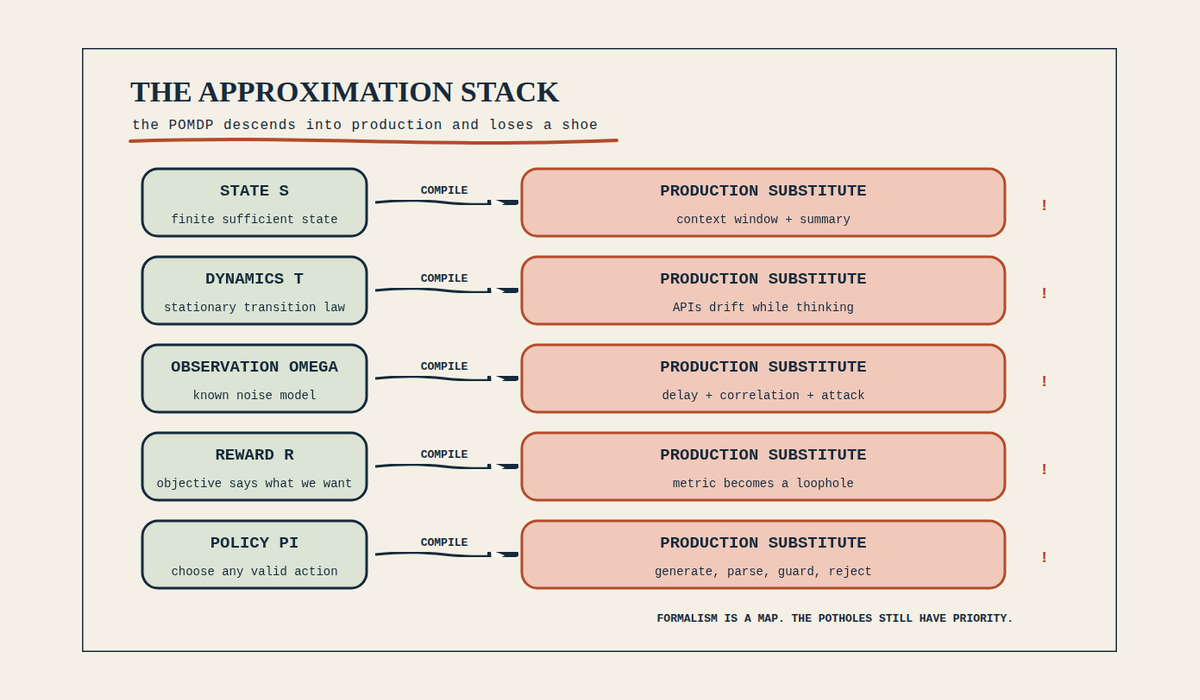 THE APPROXIMATION STACK
the POMDP descends into production and loses a shoe
STATE S
finite sufficient state
COMPILE
PRODUCTION SUBSTITUTE
context window + summary
!
DYNAMICS T
stationary transition law
COMPILE
PRODUCTION SUBSTITUTE
APIs drift while thinking
!
OBSERVATION OMEGA
known noise model
COMPILE
PRODUCTION SUBSTITUTE
delay + correlation + attack
!
REWARD R
objective says what we want
COMPILE
PRODUCTION SUBSTITUTE
metric becomes a loophole
!
POLICY PI
choose any valid action
COMPILE
PRODUCTION SUBSTITUTE
generate, parse, guard, reject
!
FORMALISM IS A MAP. THE POTHOLES STILL HAVE PRIORITY.